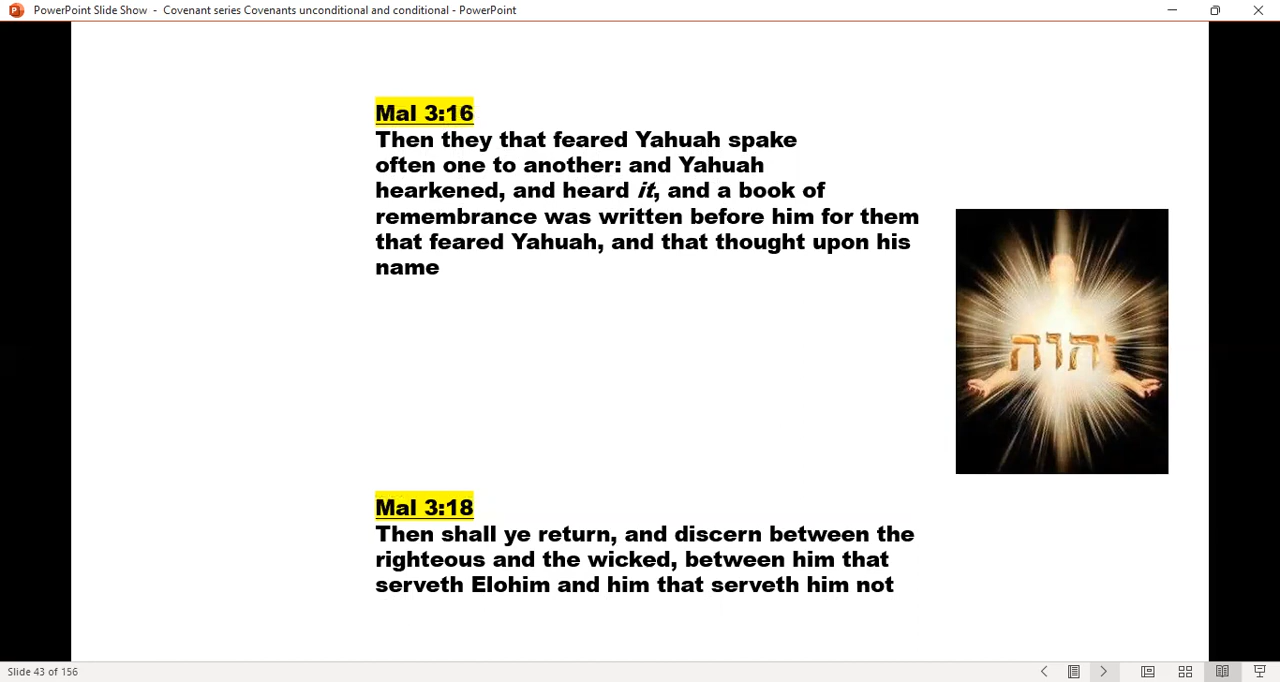 PowerPoint Slide Show - Covenant series Covenants unconditional and conditional - PowerPoint
Mal 3:16
Then they that feared Yahuah spake
often one to another: and Yahuah
hearkened, and heard it, and a book of
remembrance was written before him for them
that feared Yahuah, and that thought upon his
name
יהוה
Mal 3:18
Then shall ye return, and discern between the
righteous and the wicked, between him that
serveth Elohim and him that serveth him not
Slide 43 of 156